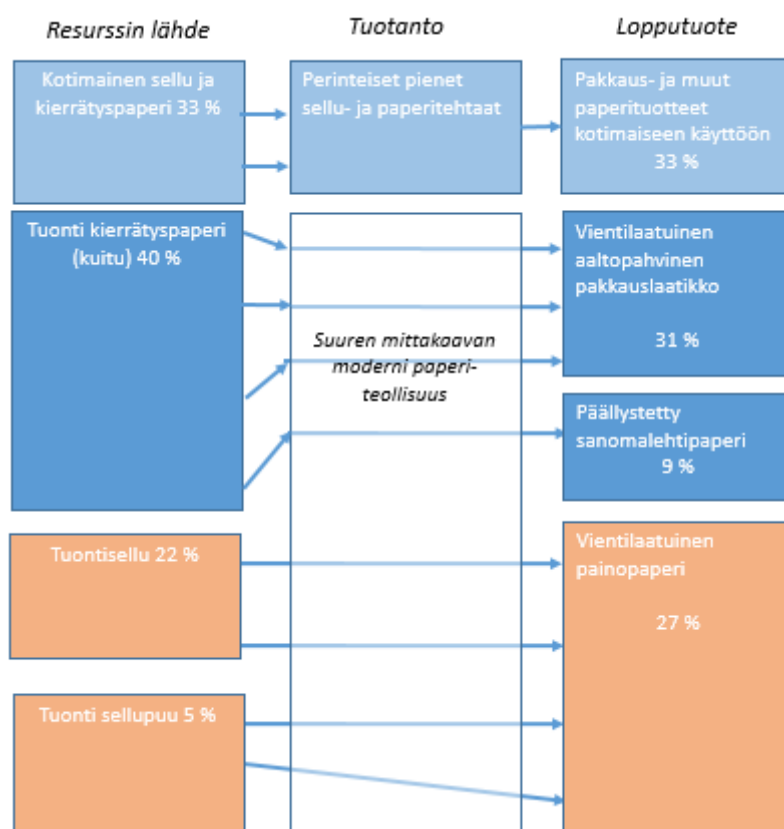 Resurssin lähde
Tuotanto
Lopputuote
Kotimainen sellu ja
kierrätyspaperi 33 %
Perinteiset pienet
sellu- ja paperitehtaat
Pakkaus- ja muut
paperituotteet
kotimaiseen käyttöön
33 %
Tuonti kierrätyspaperi
(kuitu) 40 %
Suuren mittakaavan
moderni paperi-
teollisuus
Vientilaatuinen
aaltopahvinen
pakkauslaatikko
31 %
Päällystetty
sanomalehtipaperi
9 %
Tuontisellu 22 %
Vientilaatuinen
painopaperi
27 %
Tuonti sellupuu 5 %